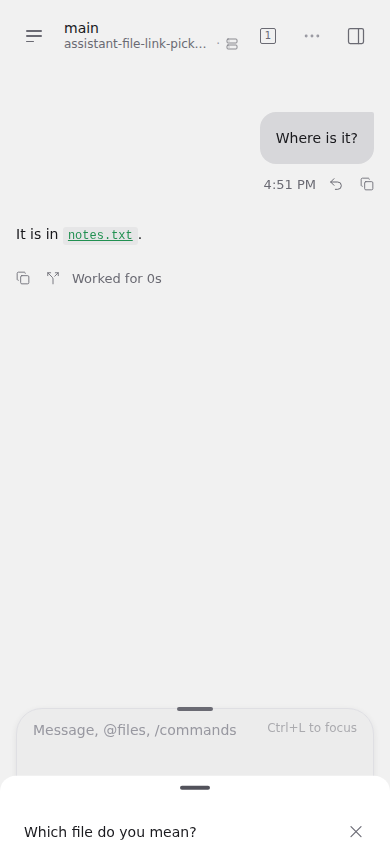 main
assistant-file-link-pick... ·
1
Where is it?
4:51 PM
It is in notes.txt.
Worked for 0s
Message, @files, /commands
Ctrl+L to focus
Which file do you mean?